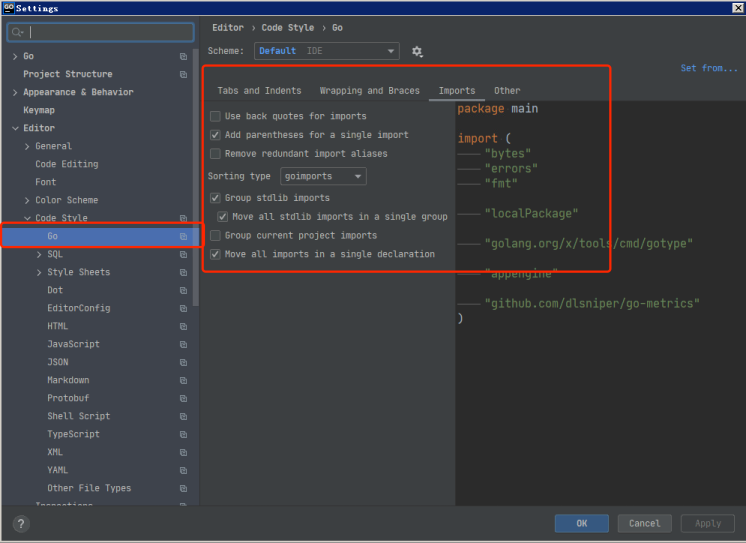 GO Settings
Editor › Code Style › Go
Scheme: Default IDE
Set from...
Go
Project Structure
Appearance & Behavior
Keymap
Editor
General
Code Editing
Font
Color Scheme
Code Style
Go
SQL
Style Sheets
Dot
EditorConfig
HTML
JavaScript
JSON
Markdown
Protobuf
Shell Script
TypeScript
XML
YAML
Other File Types
Inspections
Tabs and Indents Wrapping and Braces Imports Other
Use back quotes for imports
Add parentheses for a single import
Remove redundant import aliases
Sorting type goimports
Group stdlib imports
Move all stdlib imports in a single group
Group current project imports
Move all imports in a single declaration
package main
import (
"bytes"
"errors"
"fmt"
"localPackage"
"golang.org/x/tools/cmd/gotype"
"appengine"
"github.com/dlsniper/go-metrics"
)
?
OK Cancel Apply